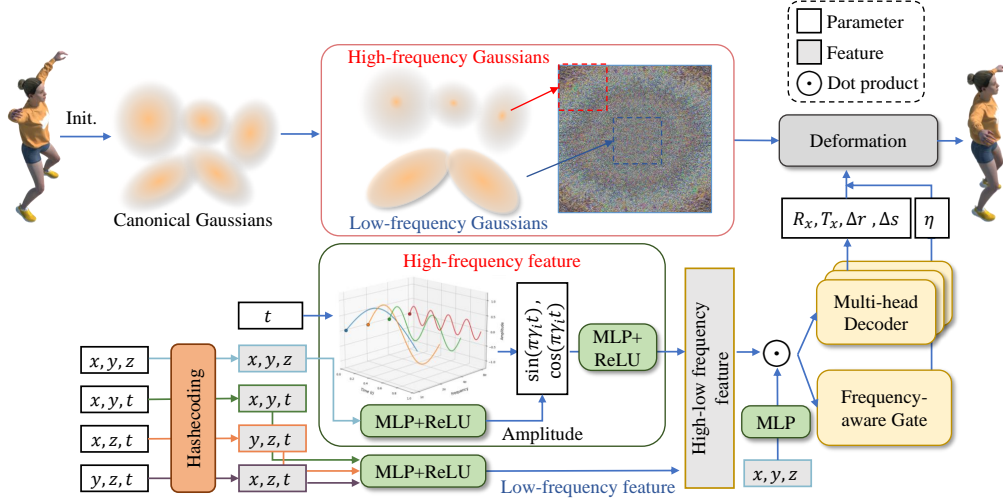 High-frequency Gaussians
Init.
Canonical Gaussians
Low-frequency Gaussians
Parameter
Feature
Dot product
Deformation
R_x, T_x, Δr , Δs
η
High-frequency feature
t
sin(πγ_i t),
cos(πγ_i t)
MLP+
ReLU
MLP+ReLU
Amplitude
x, y, z
x, y, t
x, z, t
y, z, t
Hashecoding
x, y, z
x, y, t
y, z, t
x, z, t
MLP+ReLU
Low-frequency feature
High-low frequency
feature
MLP
x, y, z
Multi-head
Decoder
Frequency-
aware Gate